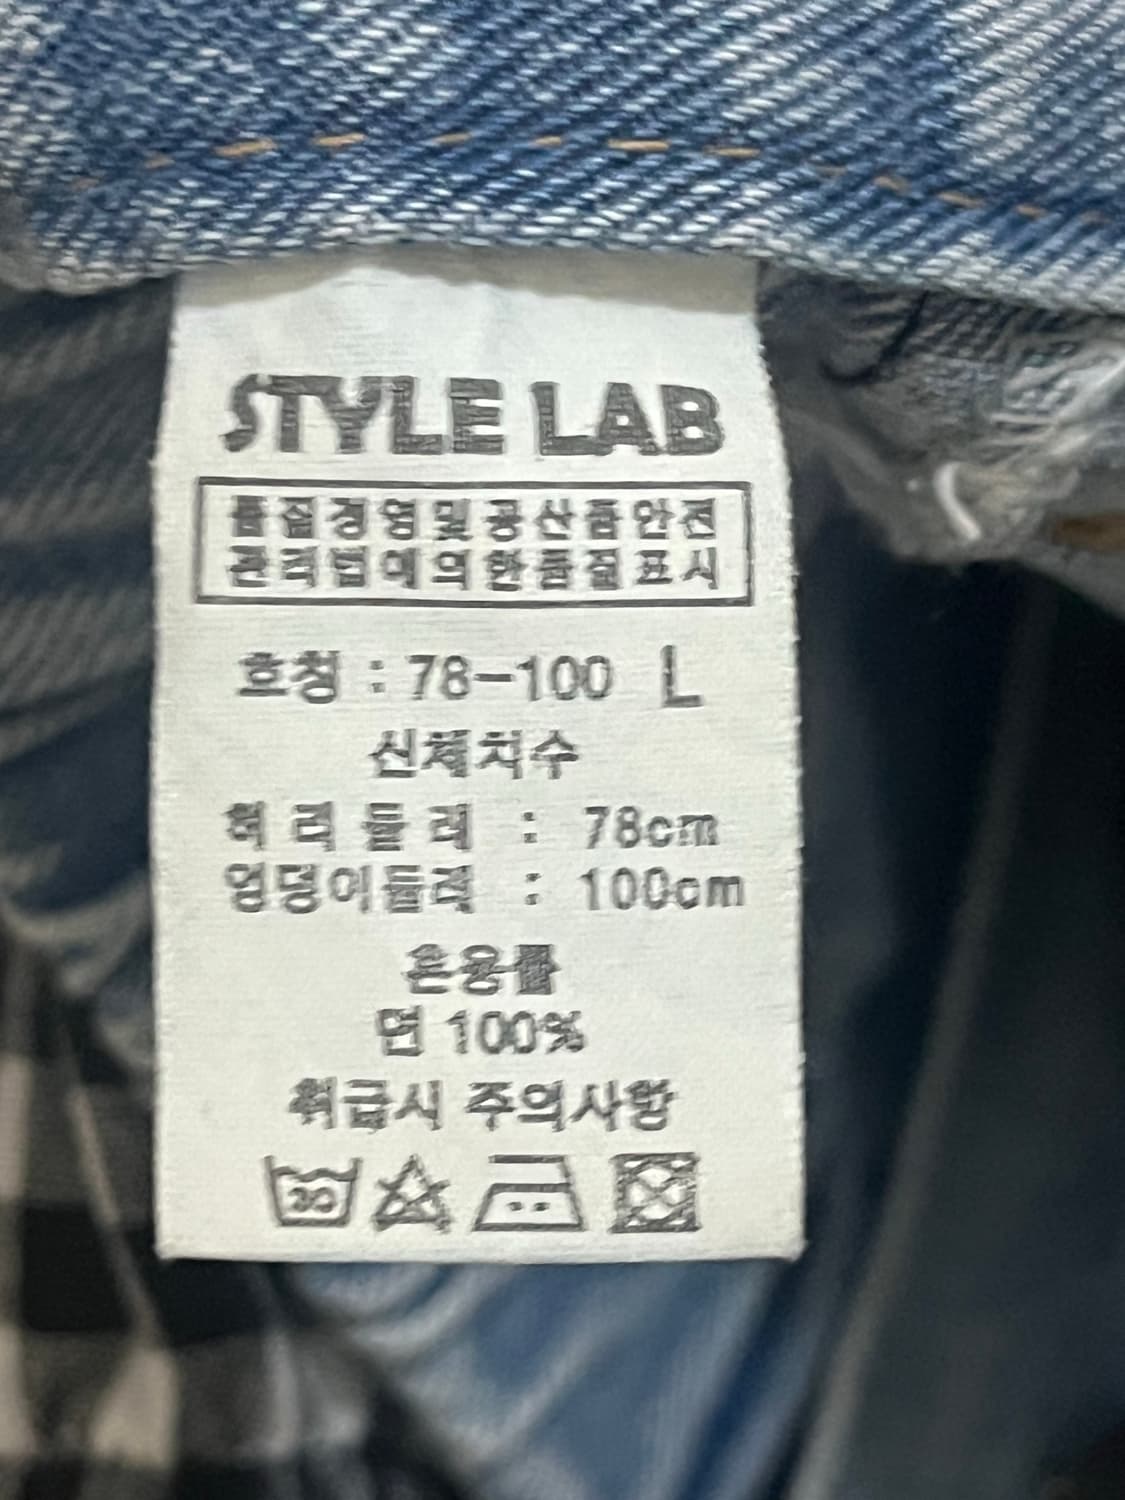 STYLE LAB
품질경영및공산품안전
관리법에의한품질표시
호칭 : 78-100 L
신체치수
허리둘레 : 78cm
엉덩이둘레 : 100cm
혼용률
면 100%
취급시 주의사항
30